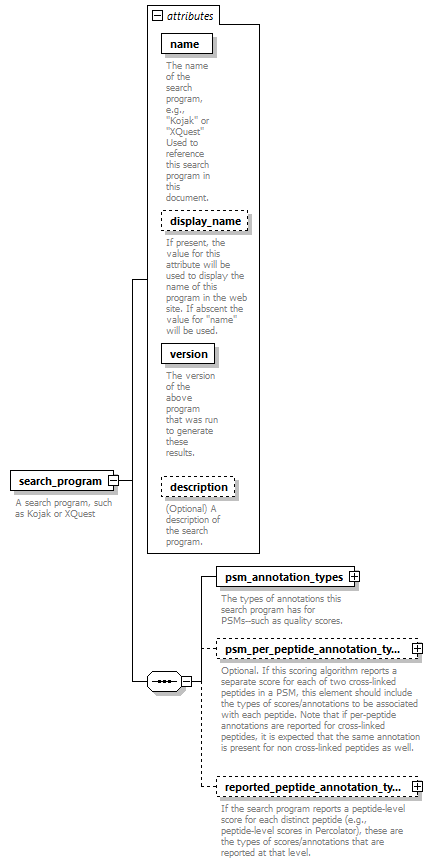 attributes
name
The name
of the
search
program,
e.g.,
"Kojak" or
"XQuest"
Used to
reference
this search
program in
this
document.
display_name
If present, the
value for this
attribute will be
used to display the
name of this
program in the web
site. If abscent the
value for "name"
will be used.
version
The version
of the
above
program
that was run
to generate
these
results.
search_program
A search program, such
as Kojak or XQuest
description
(Optional) A
description of
the search
program.
psm_annotation_types
The types of annotations this
search program has for
PSMs--such as quality scores.
psm_per_peptide_annotation_ty...
Optional. If this scoring algorithm reports a
separate score for each of two cross-linked
peptides in a PSM, this element should include
the types of scores/annotations to be associated
with each peptide. Note that if per-peptide
annotations are reported for cross-linked
peptides, it is expected that the same annotation
is present for non cross-linked peptides as well.
reported_peptide_annotation_ty...
If the search program reports a peptide-level
score for each distinct peptide (e.g.,
peptide-level scores in Percolator), these are
the types of scores/annotations that are
reported at that level.